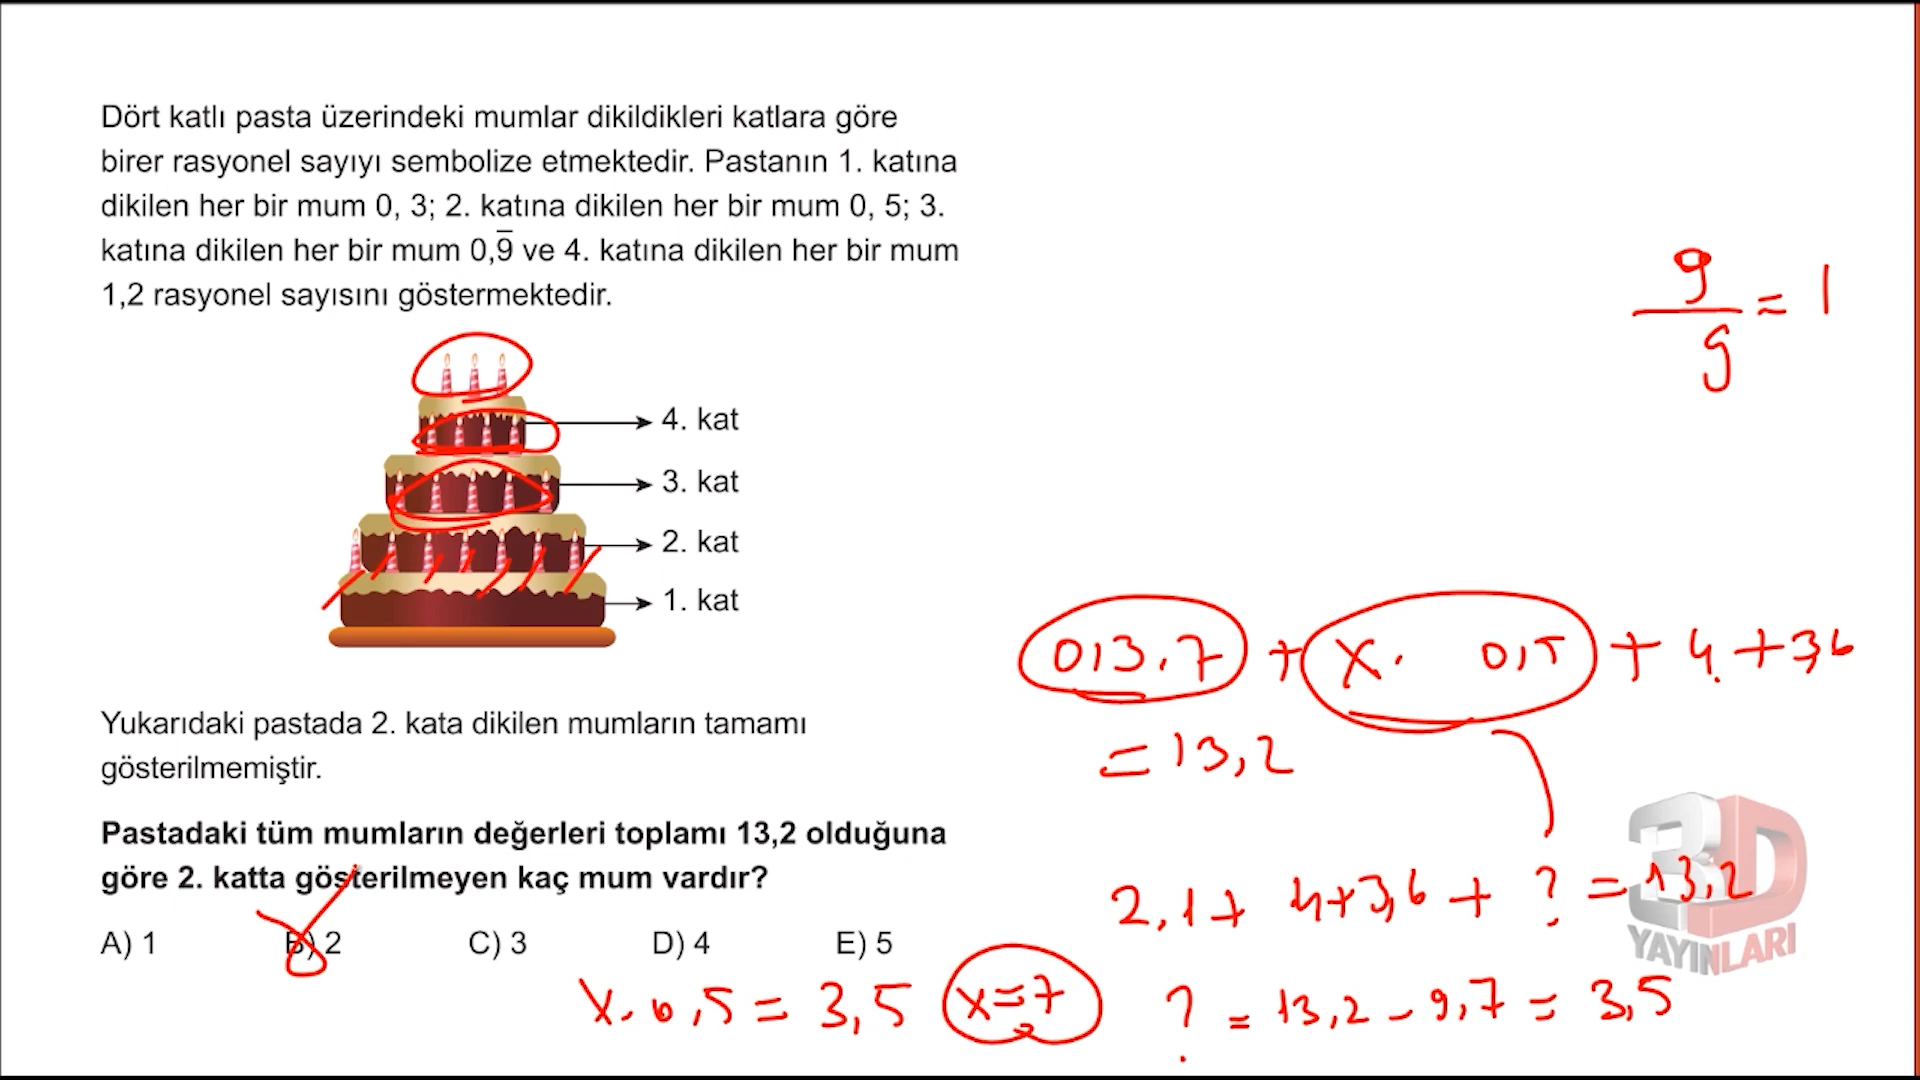 Dört katlı pasta üzerindeki mumlar dikildikleri katlara göre
birer rasyonel sayıyı sembolize etmektedir. Pastanın 1. katına
dikilen her bir mum 0, 3; 2. katına dikilen her bir mum 0, 5; 3.
katına dikilen her bir mum 0,9̅ ve 4. katına dikilen her bir mum
1,2 rasyonel sayısını göstermektedir.
9/9 = 1
4. kat
3. kat
2. kat
1. kat
0,3.7 + x. 0,5 + 4 + 3,6
= 13,2
Yukarıdaki pastada 2. kata dikilen mumların tamamı
gösterilmemiştir.
Pastadaki tüm mumların değerleri toplamı 13,2 olduğuna
göre 2. katta gösterilmeyen kaç mum vardır?
2,1 + 4+3,6 + ? = 13,2
A) 1 B) 2 C) 3 D) 4 E) 5
x. 0,5 = 3,5 x=7 ? = 13,2 - 9,7 = 3,5
3D
YAYINLARI